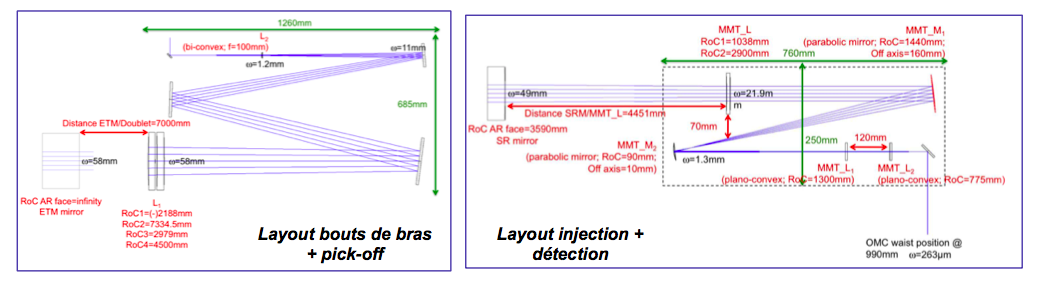 1260mm
L2
(bi-convex; f=100mm)
ω=11mm
ω=1.2mm
685mm
Distance ETM/Doublet=7000mm
ω=58mm
ω=58mm
RoC AR face=infinity
ETM mirror
L1
RoC1=(-)2188mm
RoC2=7334.5mm
RoC3=2979mm
RoC4=4500mm
Layout bouts de bras
+ pick-off
MMT_L
RoC1=1038mm
RoC2=2900mm
MMT_M1
(parabolic mirror; RoC=1440mm;
Off axis=160mm)
760mm
ω=49mm
ω=21.9m
m
Distance SRM/MMT_L=4451mm
RoC AR face=3590mm
SR mirror
70mm
250mm
120mm
MMT_M2
(parabolic mirror; RoC=90mm;
Off axis=10mm)
ω=1.3mm
MMT_L1
(plano-convex; RoC=1300mm)
MMT_L2
(plano-convex; RoC=775mm)
Layout injection +
détection
OMC waist position @
990mm ω=263µm